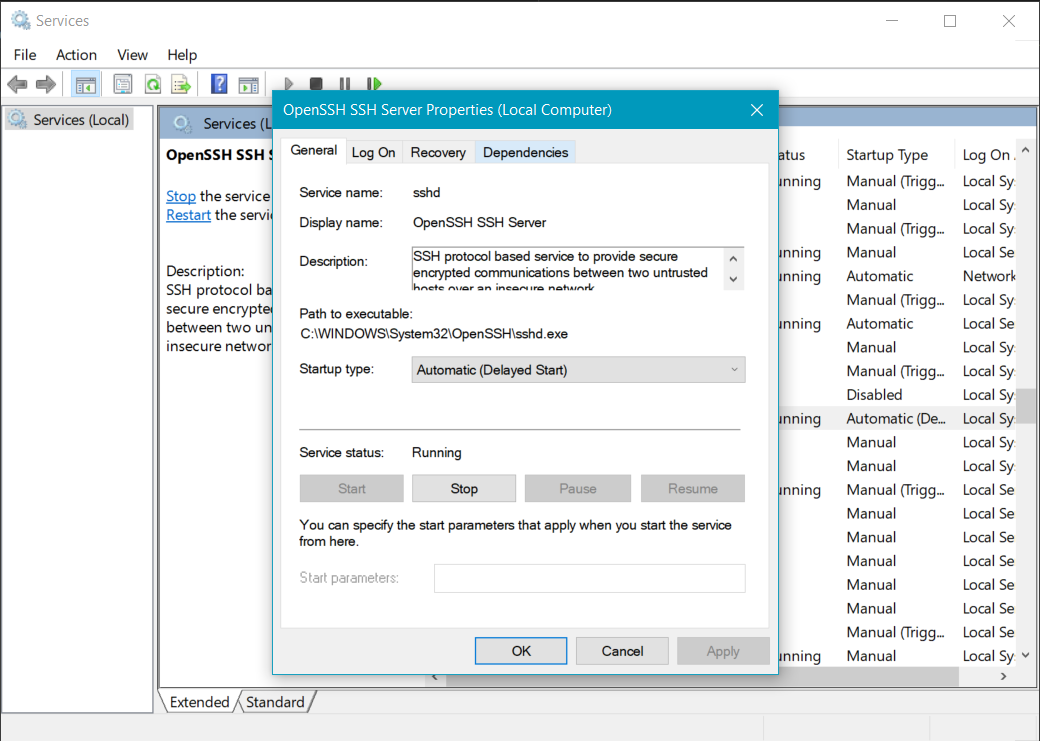 Services
File Action View Help
Services (Local)
Services (L
OpenSSH SSH S
Stop the service
Restart the servic
Description:
SSH protocol ba
secure encrypted
between two un
insecure networ
OpenSSH SSH Server Properties (Local Computer)
General Log On Recovery Dependencies
Service name: sshd
Display name: OpenSSH SSH Server
Description: SSH protocol based service to provide secure
encrypted communications between two untrusted
hosts over an insecure network.
Path to executable:
C:\WINDOWS\System32\OpenSSH\sshd.exe
Startup type: Automatic (Delayed Start)
Service status: Running
Start Stop Pause Resume
You can specify the start parameters that apply when you start the service
from here.
Start parameters:
OK Cancel Apply
atus Startup Type Log On
unning Manual (Trigg... Local Sy
Manual Local Sy
Manual (Trigg... Local Sy
unning Manual Local Sy
unning Automatic Network
Manual (Trigg... Local Sy
unning Automatic Local Sy
Manual Local Sy
Manual (Trigg... Local Sy
Disabled Local Sy
unning Automatic (De... Local Sy
Manual Local Sy
Manual Local Sy
unning Manual (Trigg... Local Sy
Manual Local Se
Manual Local Se
Manual Local Se
Manual Local Se
Manual Local Se
Manual (Trigg... Local Se
unning Manual Local Sy
Extended Standard